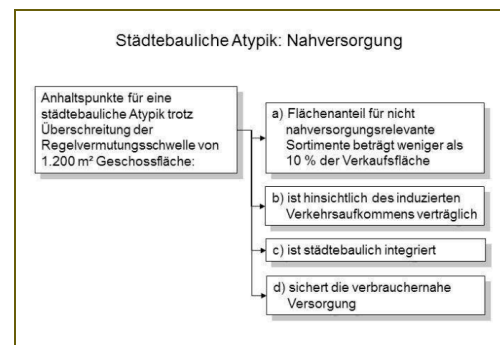 Städtebauliche Atypik: Nahversorgung
Anhaltspunkte für eine
städtebauliche Atypik trotz
Überschreitung der
Regelvermutungsschwelle von
1.200 m² Geschossfläche:
a) Flächenanteil für nicht
nahversorgungsrelevante
Sortimente beträgt weniger als
10 % der Verkaufsfläche
b) ist hinsichtlich des induzierten
Verkehrsaufkommens verträglich
c) ist städtebaulich integriert
d) sichert die verbrauchernahe
Versorgung